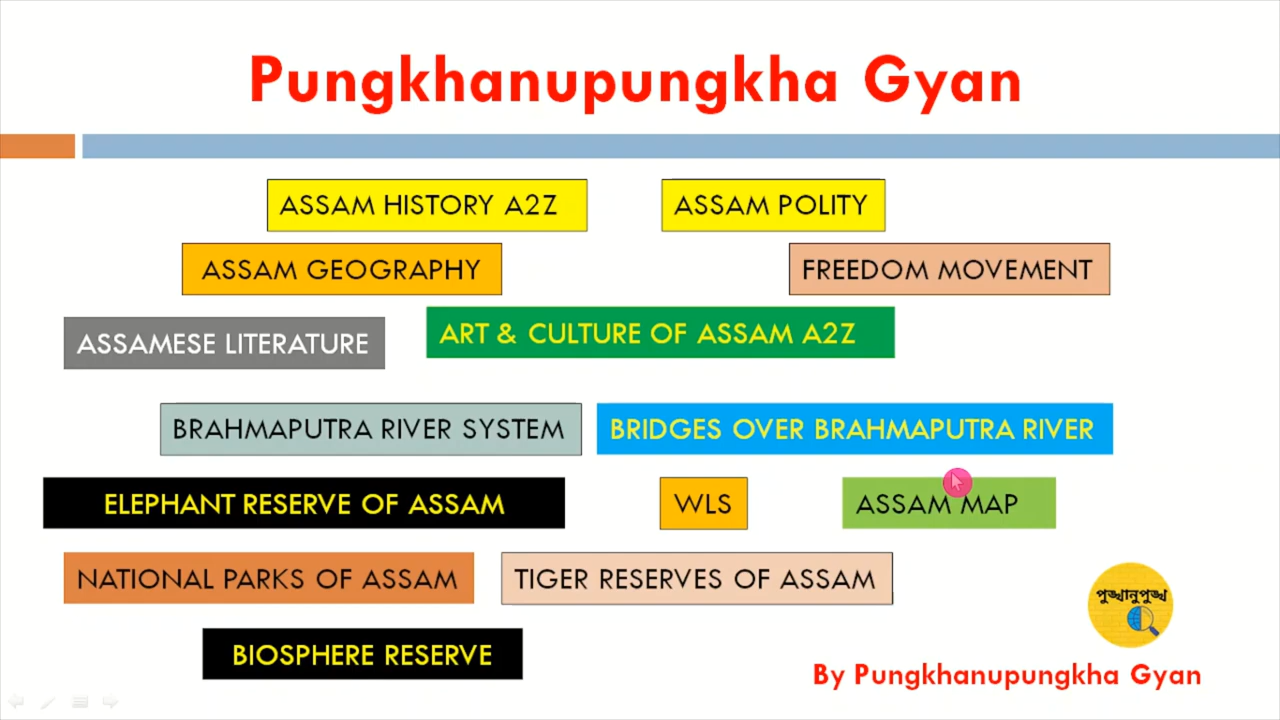 Pungkhanupungkha Gyan
ASSAM HISTORY A2Z
ASSAM POLITY
ASSAM GEOGRAPHY
FREEDOM MOVEMENT
ASSAMESE LITERATURE
ART & CULTURE OF ASSAM A2Z
BRAHMAPUTRA RIVER SYSTEM
BRIDGES OVER BRAHMAPUTRA RIVER
ELEPHANT RESERVE OF ASSAM
WLS
ASSAM MAP
NATIONAL PARKS OF ASSAM
TIGER RESERVES OF ASSAM
পুঙ্খানুপুঙ্খ
BIOSPHERE RESERVE
By Pungkhanupungkha Gyan